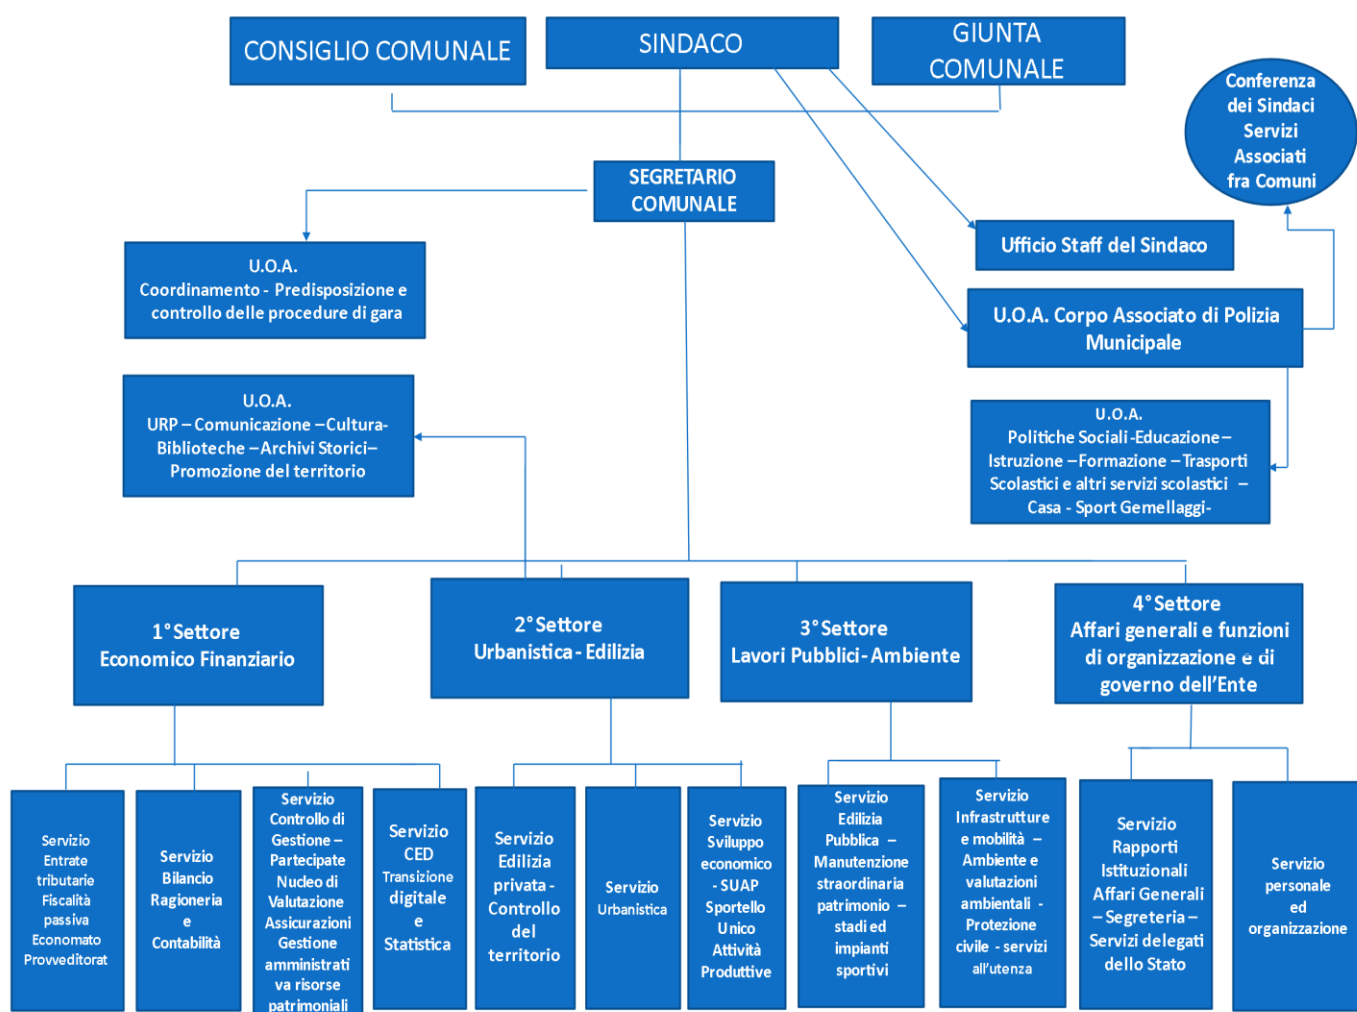 CONSIGLIO COMUNALE
SINDACO
GIUNTA
COMUNALE
Conferenza
dei Sindaci
Servizi
Associati
fra Comuni
SEGRETARIO
COMUNALE
Ufficio Staff del Sindaco
U.O.A.
Coordinamento - Predisposizione e
controllo delle procedure di gara
U.O.A. Corpo Associato di Polizia
Municipale
U.O.A.
URP – Comunicazione –Cultura-
Biblioteche –Archivi Storici–
Promozione del territorio
U.O.A.
Politiche Sociali -Educazione –
Istruzione –Formazione –Trasporti
Scolastici e altri servizi scolastici –
Casa - Sport Gemellaggi-
1° Settore
Economico Finanziario
2° Settore
Urbanistica - Edilizia
3° Settore
Lavori Pubblici - Ambiente
4° Settore
Affari generali e funzioni
di organizzazione e di
governo dell’Ente
Servizio
Entrate
tributarie
Fiscalità
passiva
Economato
Provveditorat
Servizio
Bilancio
Ragioneria
e
Contabilità
Servizio
Controllo di
Gestione –
Partecipate
Nucleo di
Valutazione
Assicurazioni
Gestione
amministrati
va risorse
patrimoniali
Servizio
CED
Transizione
digitale
e
Statistica
Servizio
Edilizia
privata -
Controllo
del
territorio
Servizio
Urbanistica
Servizio
Sviluppo
economico
- SUAP
Sportello
Unico
Attività
Produttive
Servizio
Edilizia
Pubblica –
Manutenzione
straordinaria
patrimonio –
stadi ed
impianti
sportivi
Servizio
Infrastrutture
e mobilità –
Ambiente e
valutazioni
ambientali -
Protezione
civile - servizi
all’utenza
Servizio
Rapporti
Istituzionali
Affari Generali
– Segreteria –
Servizi delegati
dello Stato
Servizio
personale
ed
organizzazione